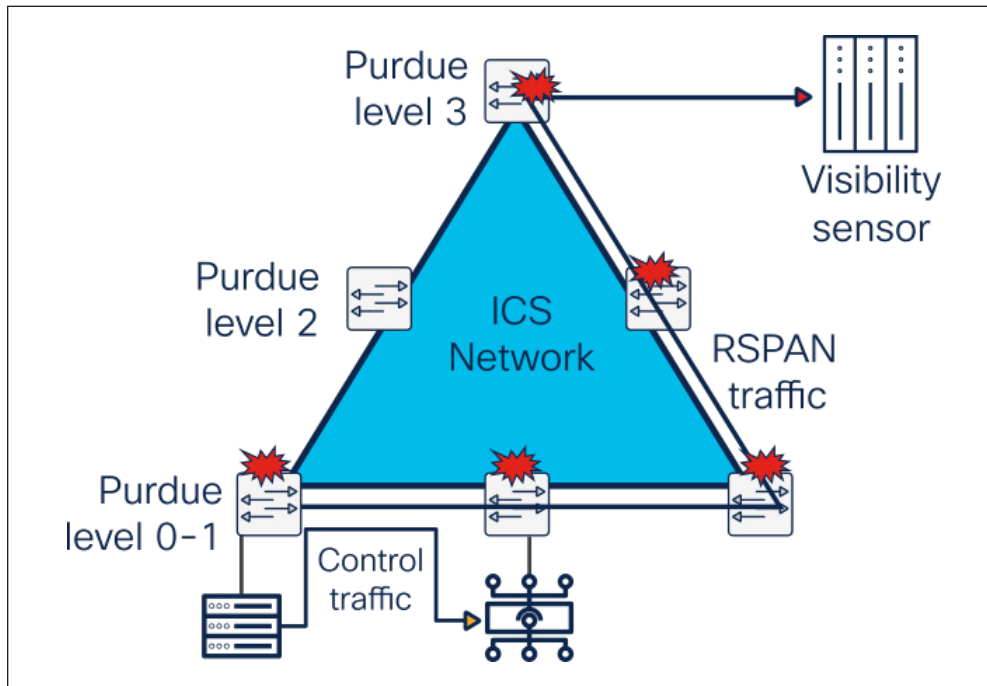 Purdue
level 3
Visibility
sensor
Purdue
level 2
ICS
Network
RSPAN
traffic
Purdue
level 0-1
Control
traffic